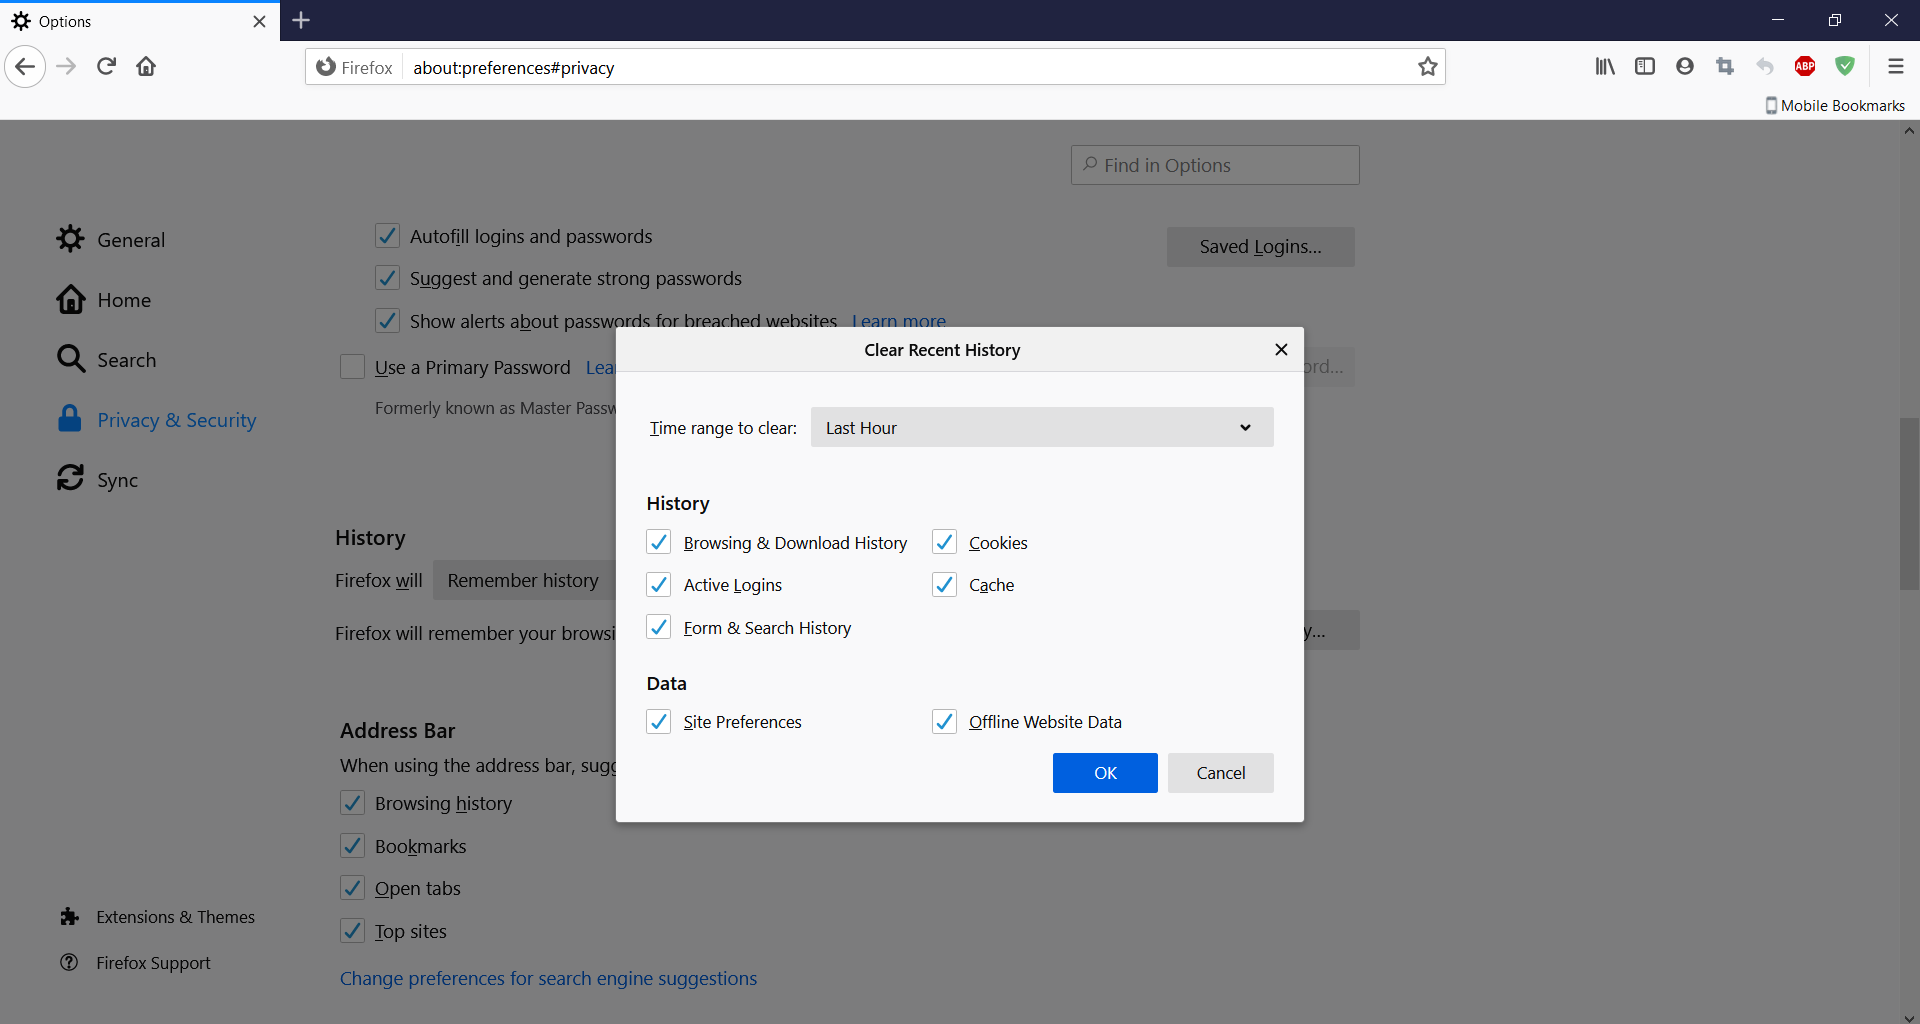 Options
Firefox about:preferences#privacy
ABP
Mobile Bookmarks
Find in Options
General
Home
Search
Privacy & Security
Sync
Extensions & Themes
Firefox Support
Autofill logins and passwords
Saved Logins...
Suggest and generate strong passwords
Show alerts about passwords for breached websites Learn more
Use a Primary Password
Formerly known as Master
History
Firefox will Remember history
Firefox will remember your
Address Bar
When using the address bar,
Browsing history
Bookmarks
Open tabs
Top sites
Change preferences for search engine suggestions
Clear Recent History
Time range to clear: Last Hour
History
Browsing & Download History Cookies
Active Logins Cache
Form & Search History
Data
Site Preferences Offline Website Data
OK Cancel